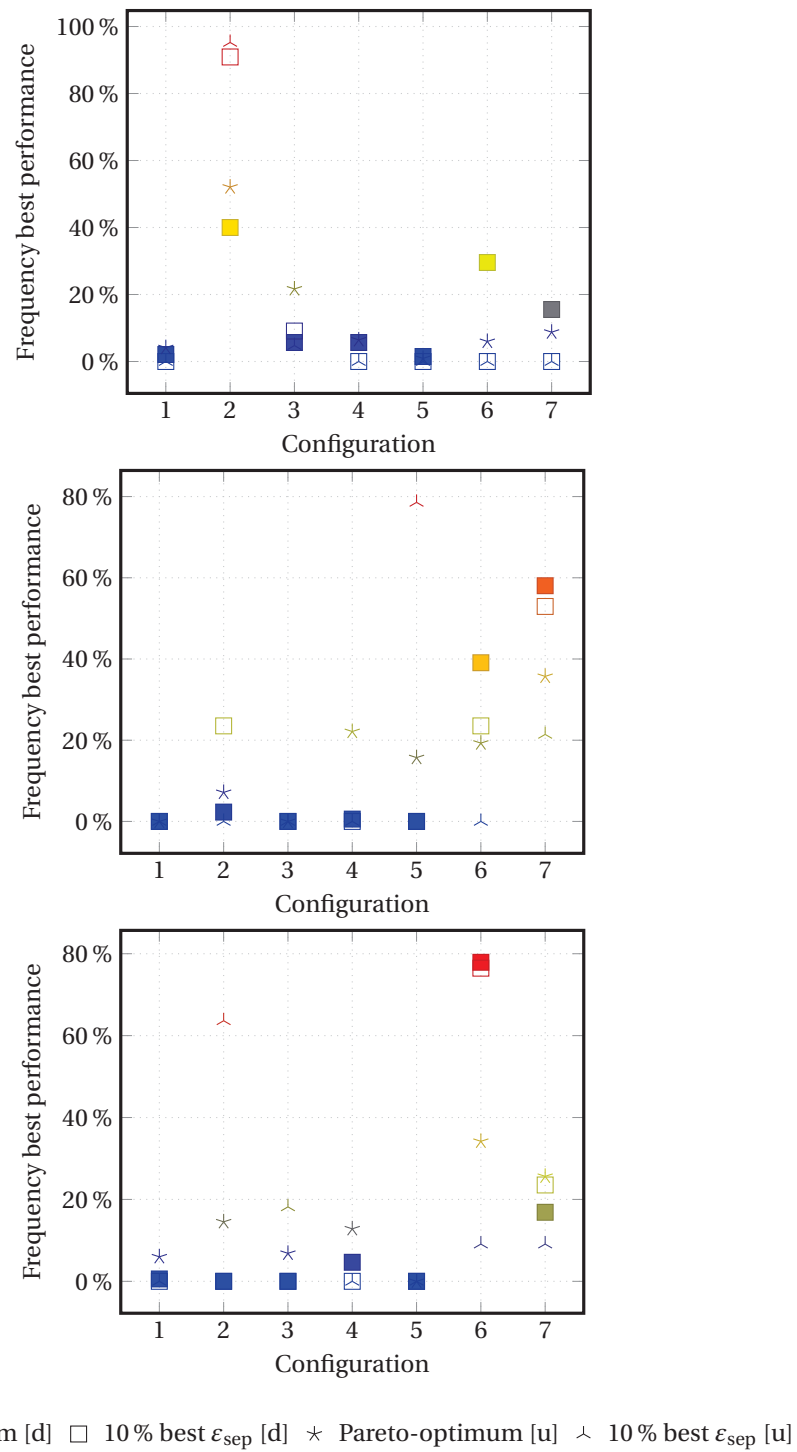 100 %
80 %
60 %
40 %
20 %
0 %
Frequency best performance
1 2 3 4 5 6 7
Configuration
80 %
60 %
40 %
20 %
0 %
Frequency best performance
1 2 3 4 5 6 7
Configuration
80 %
60 %
40 %
20 %
0 %
Frequency best performance
1 2 3 4 5 6 7
Configuration
m [d] 10 % best εsep [d] Pareto-optimum [u] 10 % best εsep [u]